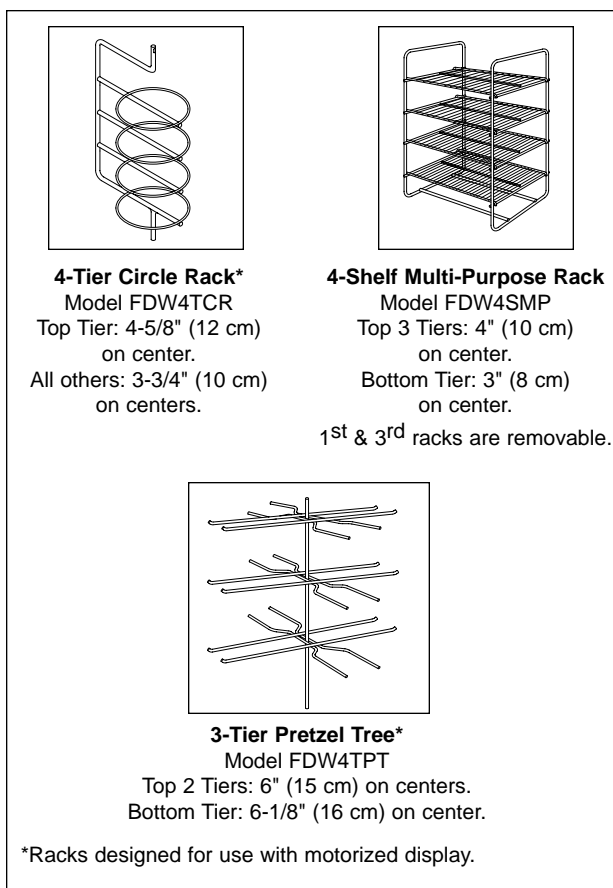 4-Tier Circle Rack*
Model FDW4TCR
Top Tier: 4-5/8" (12 cm)
on center.
All others: 3-3/4" (10 cm)
on centers.
4-Shelf Multi-Purpose Rack
Model FDW4SMP
Top 3 Tiers: 4" (10 cm)
on center.
Bottom Tier: 3" (8 cm)
on center.
1st & 3rd racks are removable.
3-Tier Pretzel Tree*
Model FDW4TPT
Top 2 Tiers: 6" (15 cm) on centers.
Bottom Tier: 6-1/8" (16 cm) on center.
*Racks designed for use with motorized display.